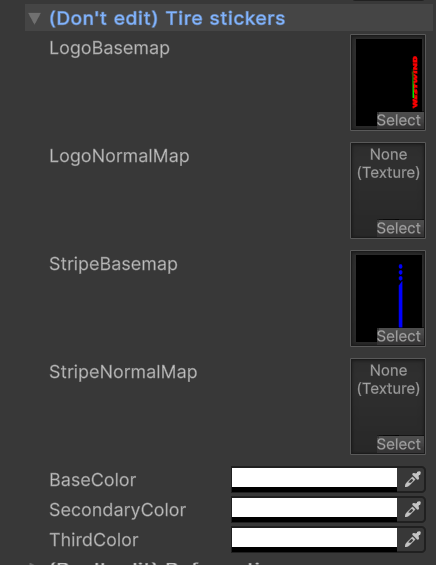 (Don't edit) Tire stickers
LogoBasemap
WESTWIND
Select
LogoNormalMap
None
(Texture)
Select
StripeBasemap
Select
StripeNormalMap
None
(Texture)
Select
BaseColor
SecondaryColor
ThirdColor